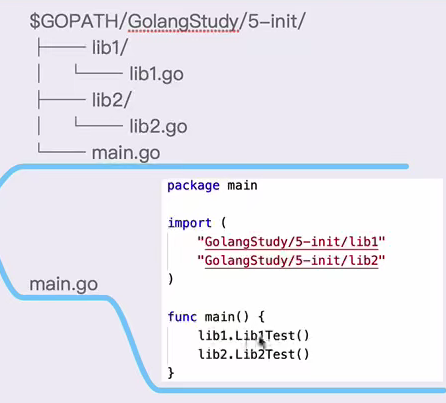 $GOPATH/GolangStudy/5-init/
├── lib1/
│   └── lib1.go
├── lib2/
│   └── lib2.go
└── main.go
package main
import (
"GolangStudy/5-init/lib1"
"GolangStudy/5-init/lib2"
)
main.go
func main() {
lib1.Lib1Test()
lib2.Lib2Test()
}